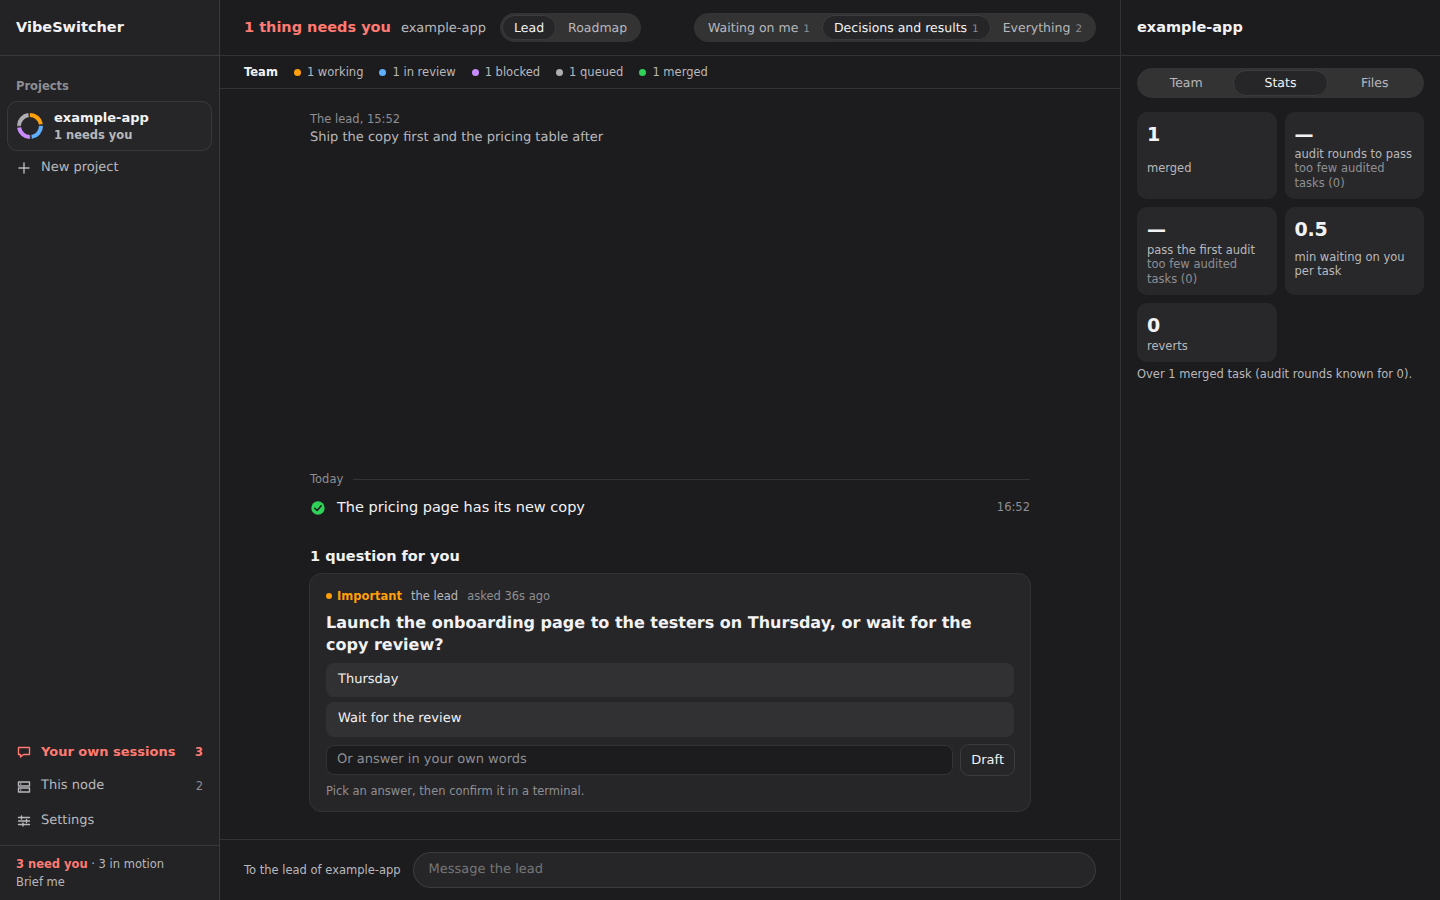 VibeSwitcher
Projects
example-app
1 needs you
New project
Your own sessions 3
This node 2
Settings
3 need you · 3 in motion
Brief me
1 thing needs you example-app Lead Roadmap Waiting on me 1 Decisions and results 1 Everything 2
Team 1 working 1 in review 1 blocked 1 queued 1 merged
The lead, 15:52
Ship the copy first and the pricing table after
Today
The pricing page has its new copy 16:52
1 question for you
Important the lead asked 36s ago
Launch the onboarding page to the testers on Thursday, or wait for the
copy review?
Thursday
Wait for the review
Or answer in your own words Draft
Pick an answer, then confirm it in a terminal.
To the lead of example-app Message the lead
example-app
Team Stats Files
1
merged
—
audit rounds to pass
too few audited
tasks (0)
—
pass the first audit
too few audited
tasks (0)
0.5
min waiting on you
per task
0
reverts
Over 1 merged task (audit rounds known for 0).